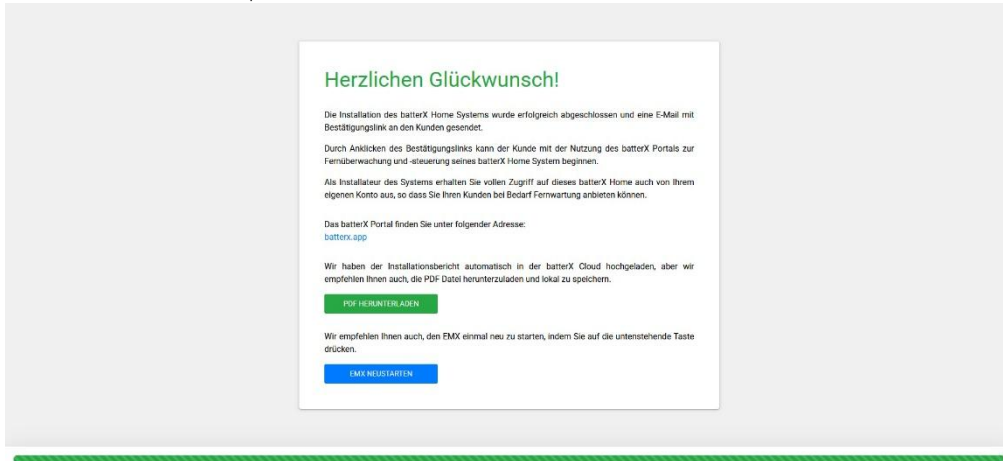 Herzlichen Glückwunsch!
Die Installation des batterX Home Systems wurde erfolgreich abgeschlossen und eine E-Mail mit
Bestätigungslink an den Kunden gesendet.
Durch Anklicken des Bestätigungslinks kann der Kunde mit der Nutzung des batterX Portals zur
Fernüberwachung und -steuerung seines batterX Home System beginnen.
Als Installateur des Systems erhalten Sie vollen Zugriff auf dieses batterX Home auch von Ihrem
eigenen Konto aus, so dass Sie Ihren Kunden bei Bedarf Fernwartung anbieten können.
Das batterX Portal finden Sie unter folgender Adresse:
batterx.app
Wir haben der Installationsbericht automatisch in der batterX Cloud hochgeladen, aber wir
empfehlen Ihnen auch, die PDF Datei herunterzuladen und lokal zu speichern.
PDF HERUNTERLADEN
Wir empfehlen Ihnen auch, den EMX einmal neu zu starten, indem Sie auf die untenstehende Taste
drücken.
EMX NEUSTARTEN